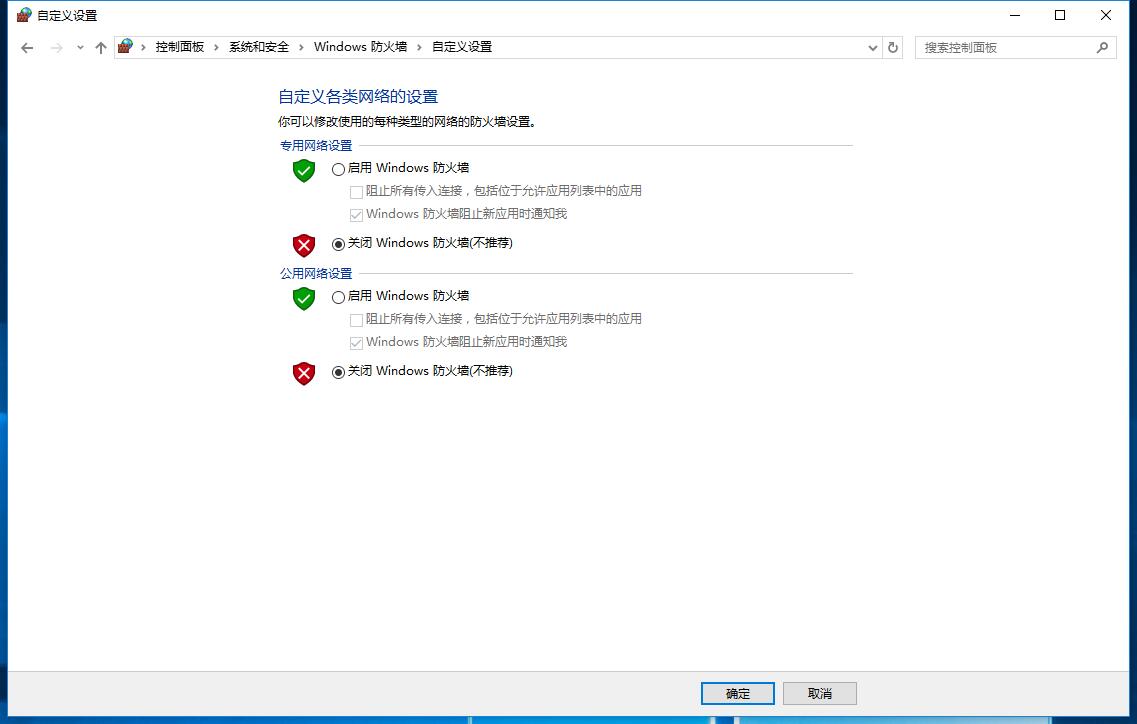 自定义设置
控制面板 › 系统和安全 › Windows 防火墙 › 自定义设置
搜索控制面板
自定义各类网络的设置
你可以修改使用的每种类型的网络的防火墙设置。
专用网络设置
启用 Windows 防火墙
阻止所有传入连接，包括位于允许应用列表中的应用
Windows 防火墙阻止新应用时通知我
关闭 Windows 防火墙(不推荐)
公用网络设置
启用 Windows 防火墙
阻止所有传入连接，包括位于允许应用列表中的应用
Windows 防火墙阻止新应用时通知我
关闭 Windows 防火墙(不推荐)
确定
取消